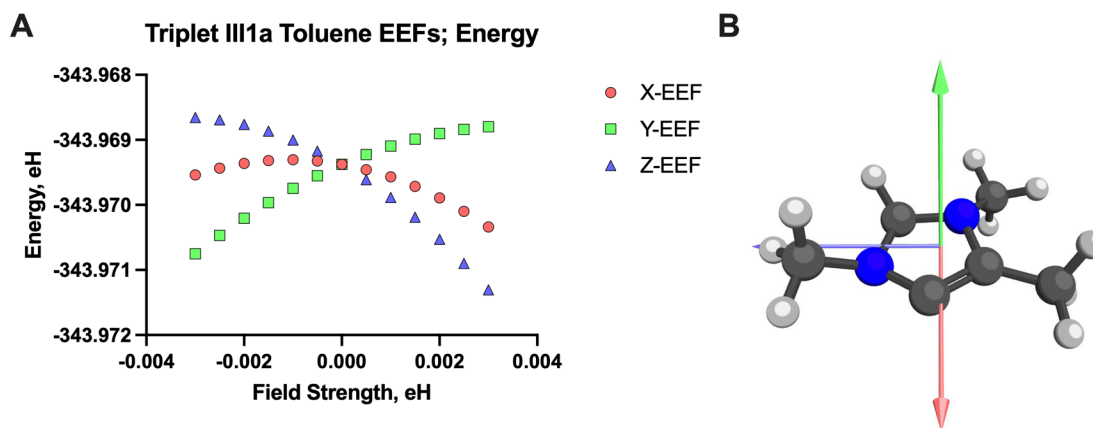 A
Triplet III1a Toluene EEFs; Energy
B
-343.968
-343.969
-343.970
-343.971
-343.972
Energy, eH
-0.004
-0.002
0.000
0.002
0.004
Field Strength, eH
X-EEF
Y-EEF
Z-EEF